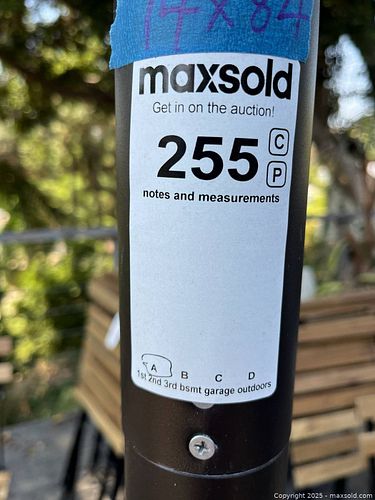 14 x 84
maxsold
Get in on the auction!
255 C
P
notes and measurements
A B C D
1st 2nd 3rd bsmt garage outdoors
Copyright 2025 - maxsold.com